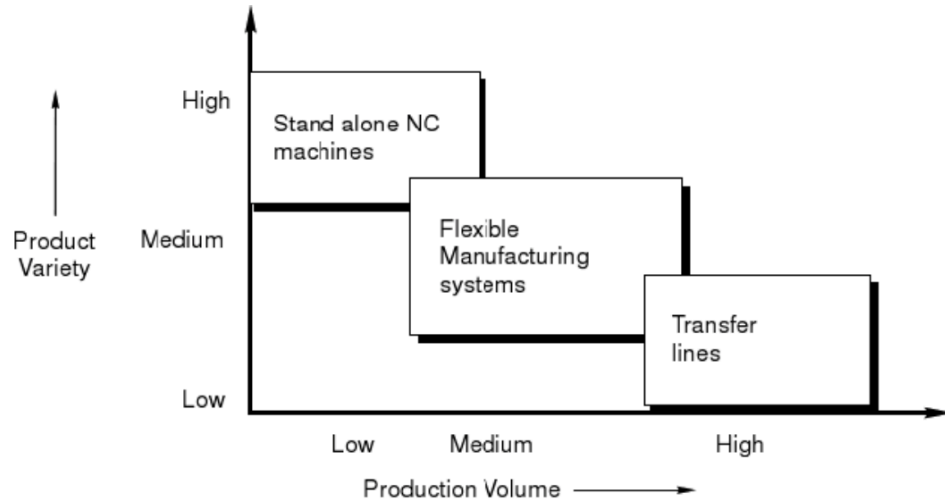 High
Stand alone NC
machines
Product
Variety
Medium
Flexible
Manufacturing
systems
Transfer
lines
Low
Low
Medium
High
Production Volume